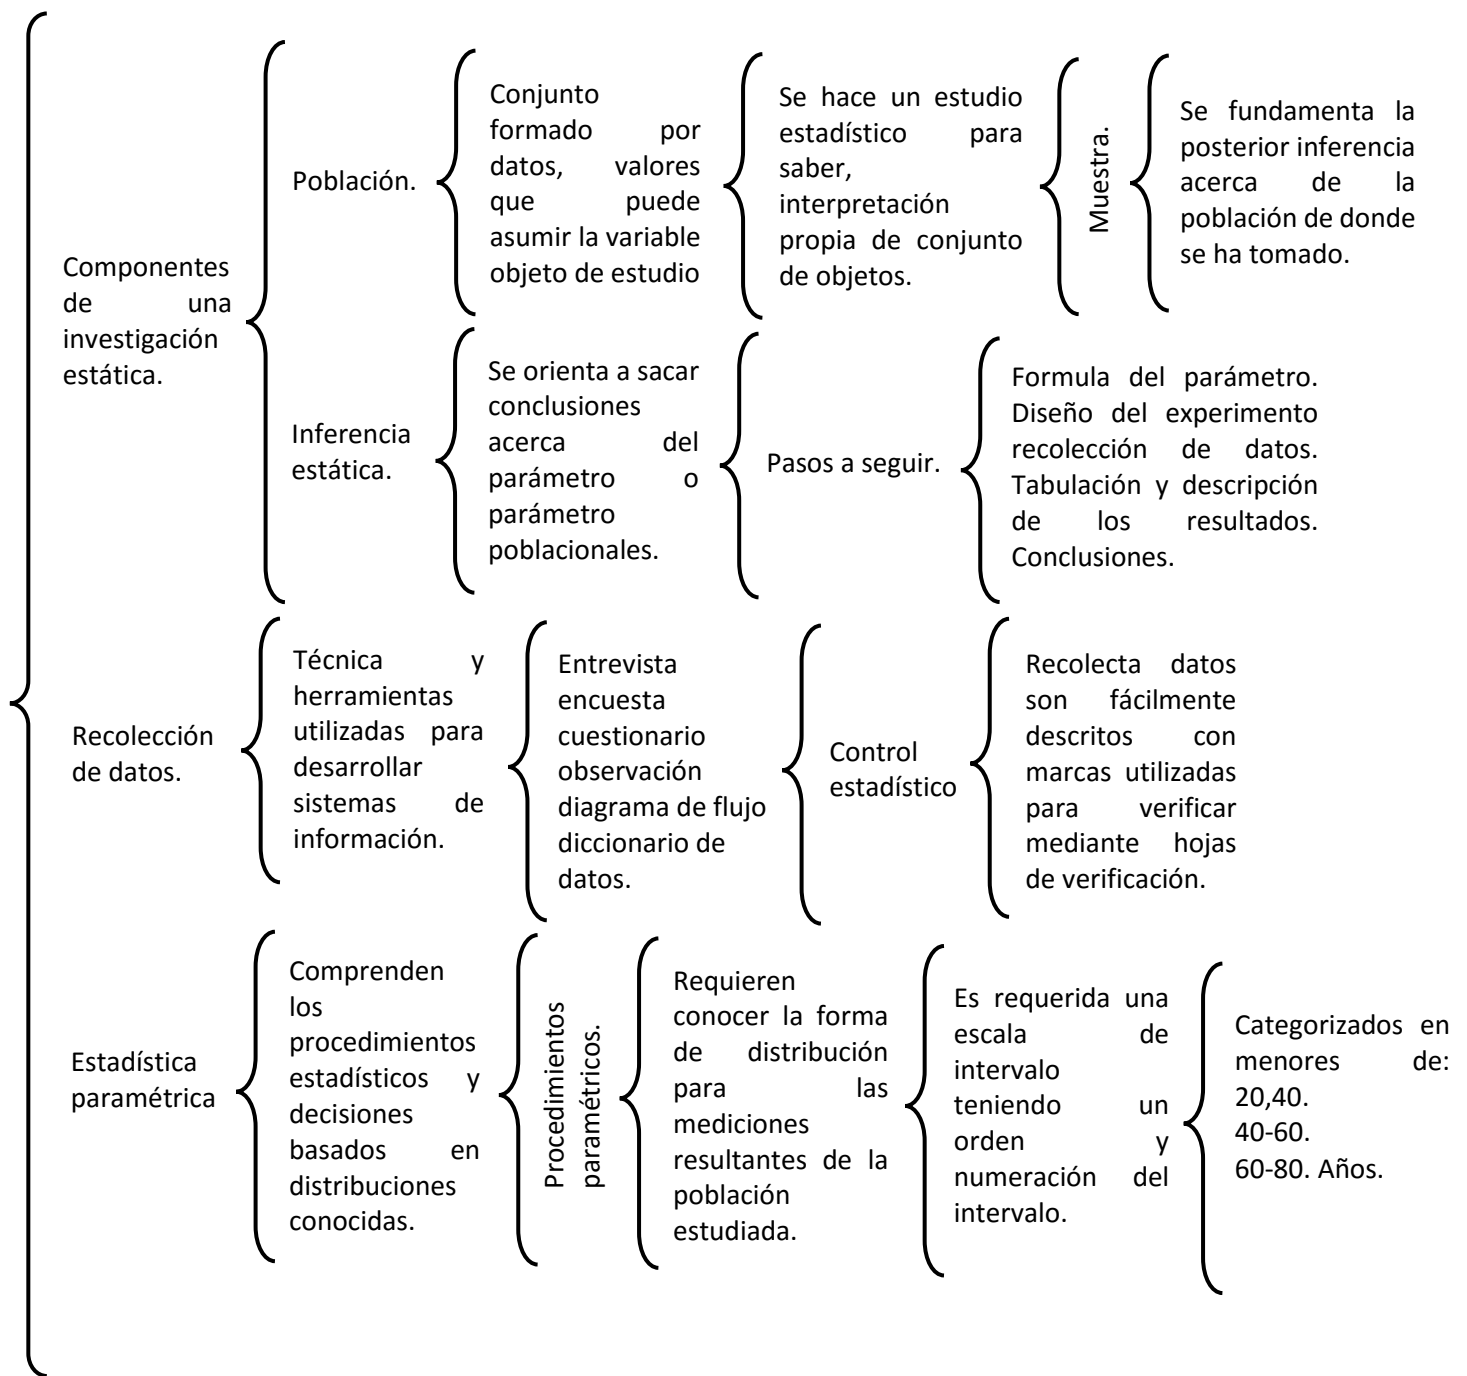 Componentes
de una
investigación
estática.
Población.
Conjunto
formado por
datos, valores
que puede
asumir la variable
objeto de estudio
Se hace un estudio
estadístico para
saber,
interpretación
propia de conjunto
de objetos.
Muestra.
Se fundamenta la
posterior inferencia
acerca de la
población de donde
se ha tomado.
Inferencia
estática.
Se orienta a sacar
conclusiones
acerca del
parámetro o
parámetro
poblacionales.
Pasos a seguir.
Formula del parámetro.
Diseño del experimento
recolección de datos.
Tabulación y descripción
de los resultados.
Conclusiones.
Recolección
de datos.
Técnica y
herramientas
utilizadas para
desarrollar
sistemas de
información.
Entrevista
encuesta
cuestionario
observación
diagrama de flujo
diccionario de
datos.
Control
estadístico
Recolecta datos
son fácilmente
descritos con
marcas utilizadas
para verificar
mediante hojas
de verificación.
Estadística
paramétrica
Comprenden
los
procedimientos
estadísticos y
decisiones
basados en
distribuciones
conocidas.
Procedimientos
paramétricos.
Requieren
conocer la forma
de distribución
para las
mediciones
resultantes de la
población
estudiada.
Es requerida una
escala de
intervalo
teniendo un
orden y
numeración del
intervalo.
Categorizados en
menores de:
20,40.
40-60.
60-80. Años.